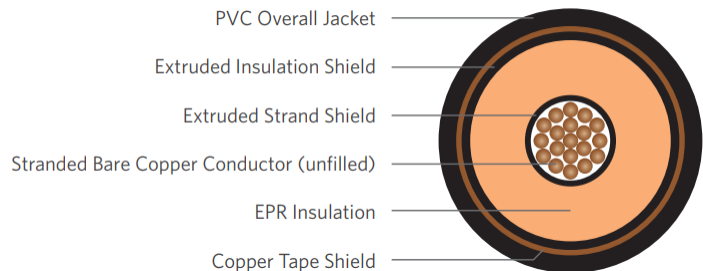 PVC Overall Jacket
Extruded Insulation Shield
Extruded Strand Shield
Stranded Bare Copper Conductor (unfilled)
EPR Insulation
Copper Tape Shield